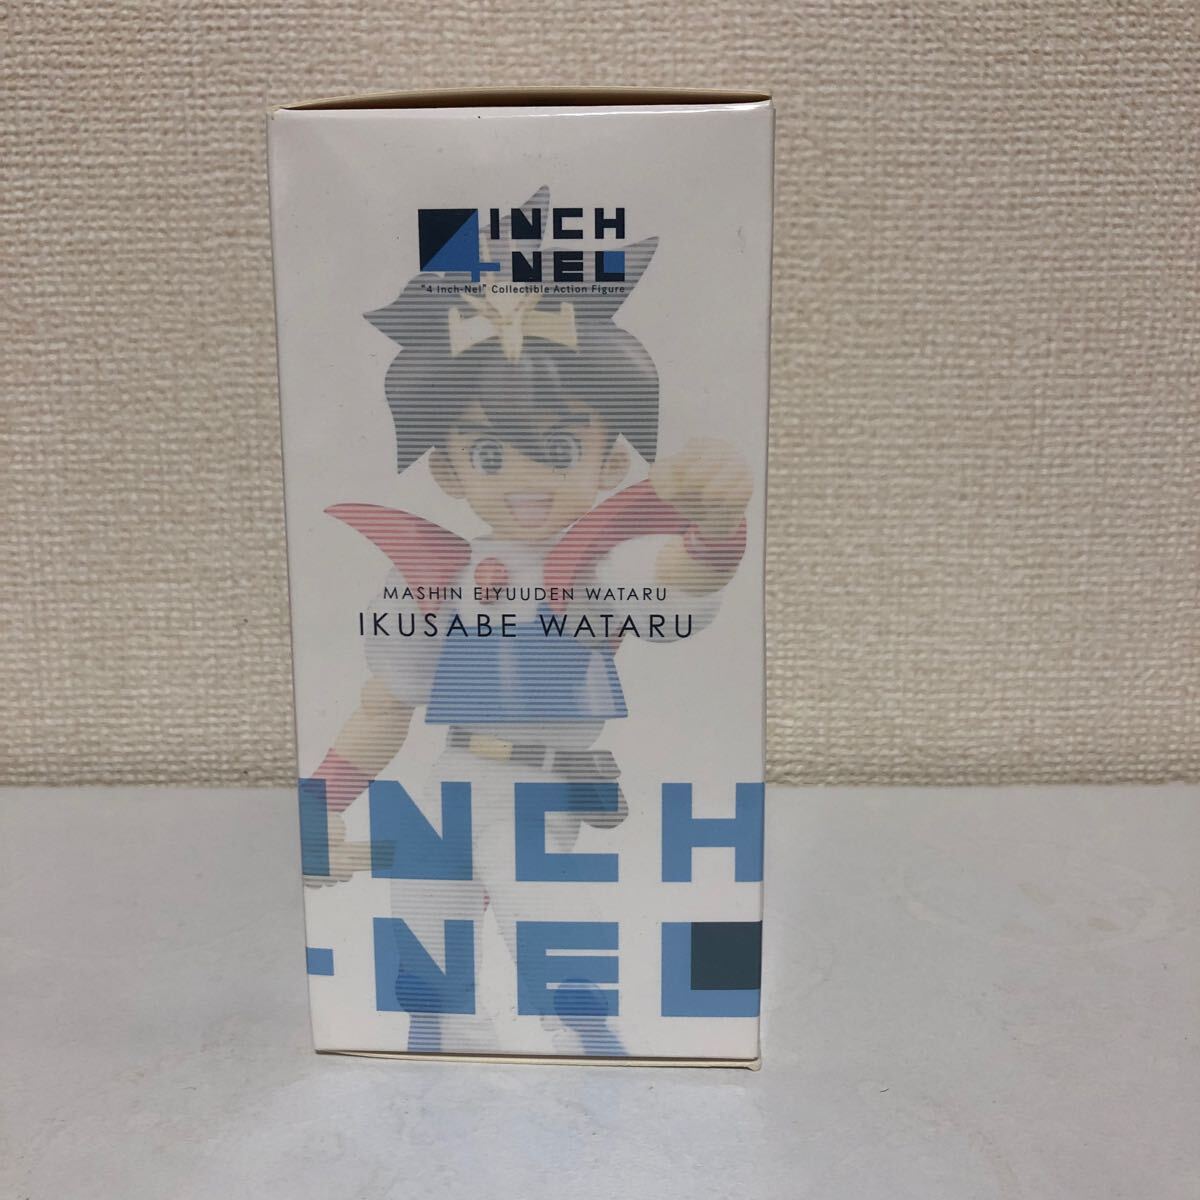 4 INCH
-NEL
"4 Inch-Nel" Collectible Action Figure
MASHIN EIYUUDEN WATARU
IKUSABE WATARU
INCH
-NEL